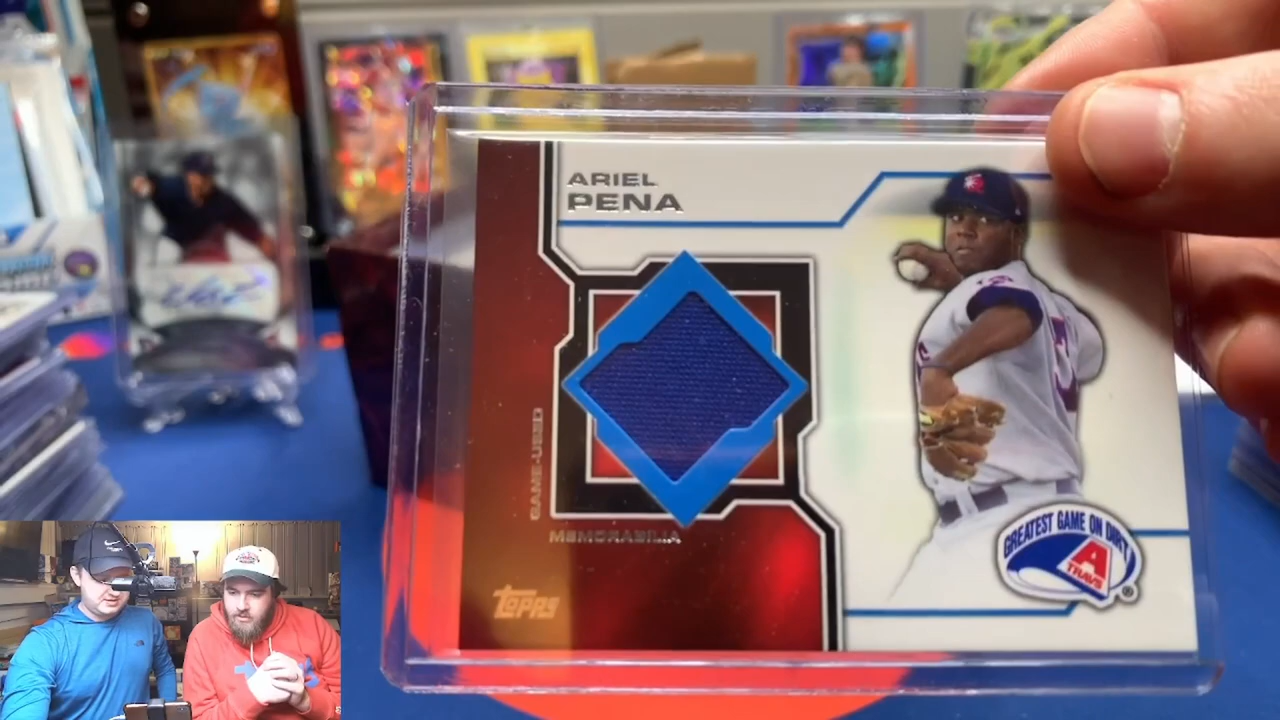 ARIEL
PENA
GAME-USED
MEMORABILIA
TOPPS
GREATEST GAME ON DIRT
A
TRAVS